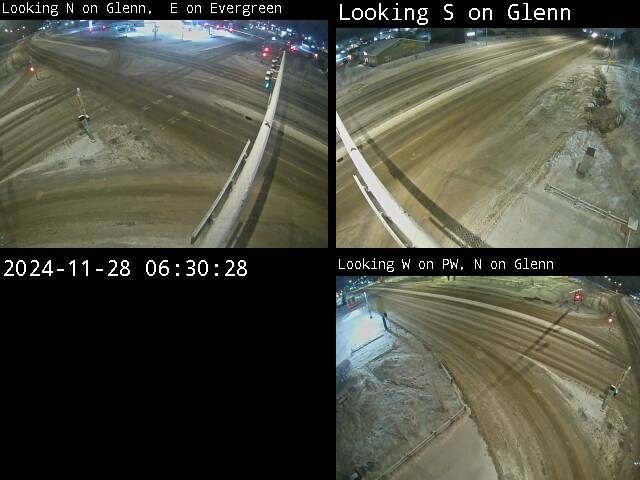 Looking N on Glenn,  E on Evergreen
Looking S on Glenn
2024-11-28 06:30:28
Looking W on PW, N on Glenn